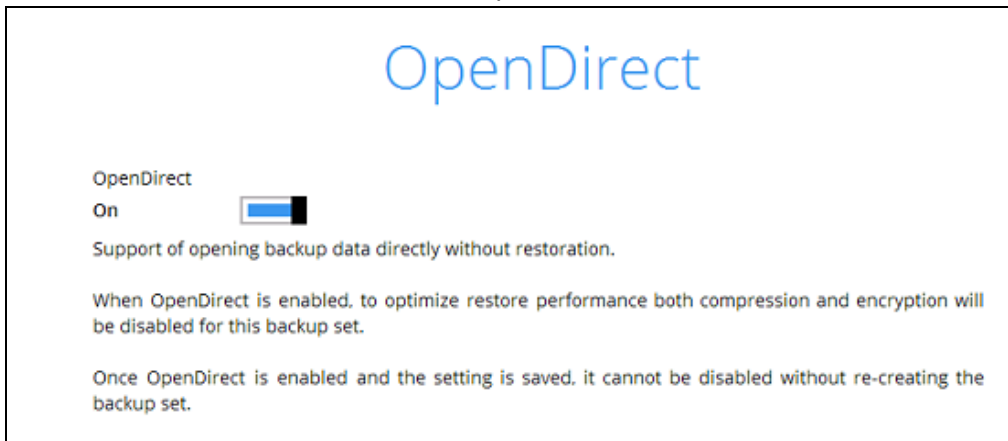 OpenDirect
OpenDirect
On
Support of opening backup data directly without restoration.
When OpenDirect is enabled, to optimize restore performance both compression and encryption will
be disabled for this backup set.
Once OpenDirect is enabled and the setting is saved, it cannot be disabled without re-creating the
backup set.